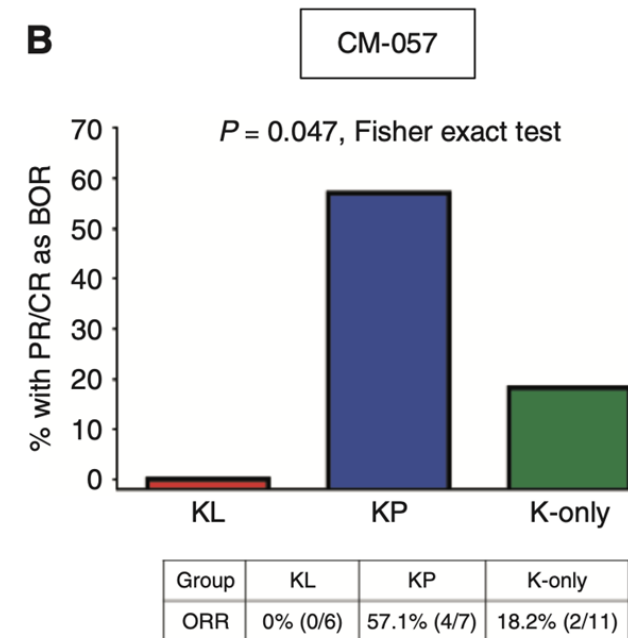 B
CM-057
P = 0.047, Fisher exact test
% with PR/CR as BOR
70
60
50
40
30
20
10
0
KL KP K-only
Group KL KP K-only
ORR 0% (0/6) 57.1% (4/7) 18.2% (2/11)